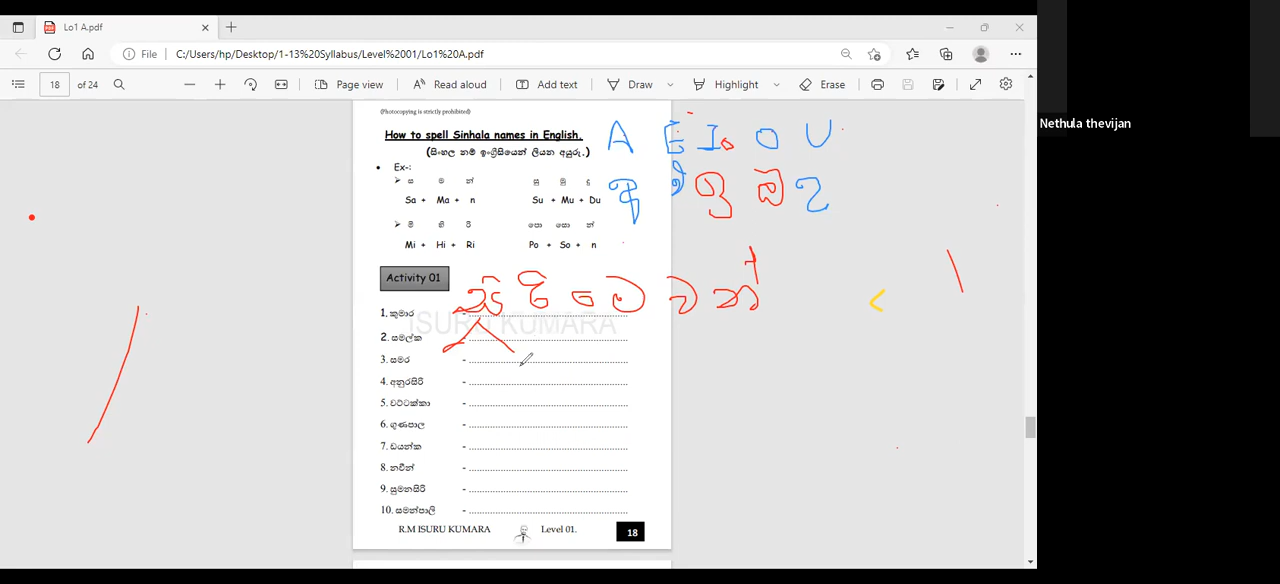 Lo1 A.pdf
File C:/Users/hp/Desktop/1-13%20Syllabus/Level%2001/Lo1%20A.pdf
18 of 24 Page view Read aloud Add text Draw Highlight Erase
Nethula thevijan
(Photocopying is strictly prohibited)
How to spell Sinhala names in English.
(සිංහල නම් ඉංග්‍රීසියෙන් ලියන අයුරු.)
A E I O U
Ex-:
ස ම න් සු මු දු
Sa + Ma + n Su + Mu + Du
මි හි රි පො සො න්
Mi + Hi + Ri Po + So + n
Activity 01
1. කුමාර -
ISURU KUMARA
2. සමල්ක -
3. සමර -
4. අනුරසිරි -
5. චට්ටක්කා -
6. ගුණපාල -
7. ඩයන්ක -
8. නවීන් -
9. සුමනසිරි -
10. සමන්පාලි -
R.M ISURU KUMARA Level 01. 18